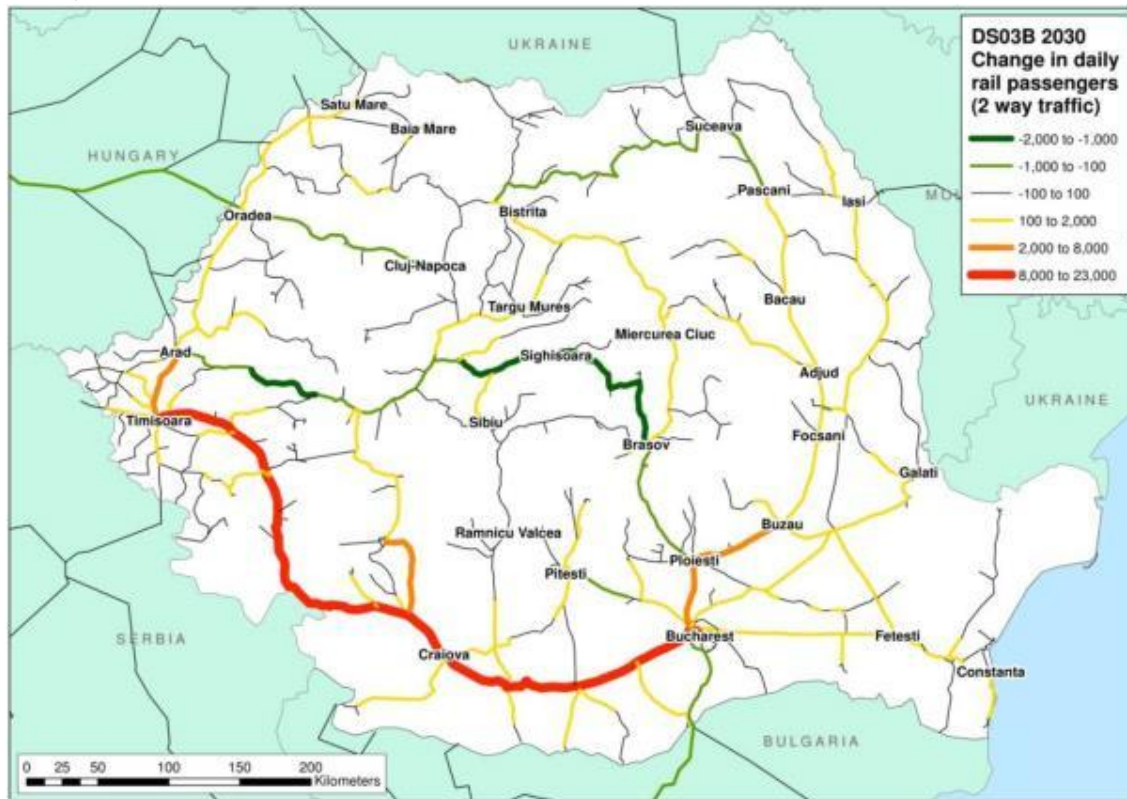 DS03B 2030
Change in daily
rail passengers
(2 way traffic)
-2,000 to -1,000
-1,000 to -100
-100 to 100
100 to 2,000
2,000 to 8,000
8,000 to 23,000
UKRAINE
Satu Mare
Baia Mare
Suceava
HUNGARY
Pascani
Iasi
Oradea
Bistrita
Cluj-Napoca
Bacau
Targu Mures
Miercurea Ciuc
Arad
Sighisoara
Adjud
UKRAINE
Timisoara
Sibiu
Brasov
Focsani
Galati
Ramnicu Valcea
Buzau
Ploiesti
Pitesti
SERBIA
Bucharest
Fetesti
Craiova
Constanta
BULGARIA
0 25 50 100 150 200
Kilometers